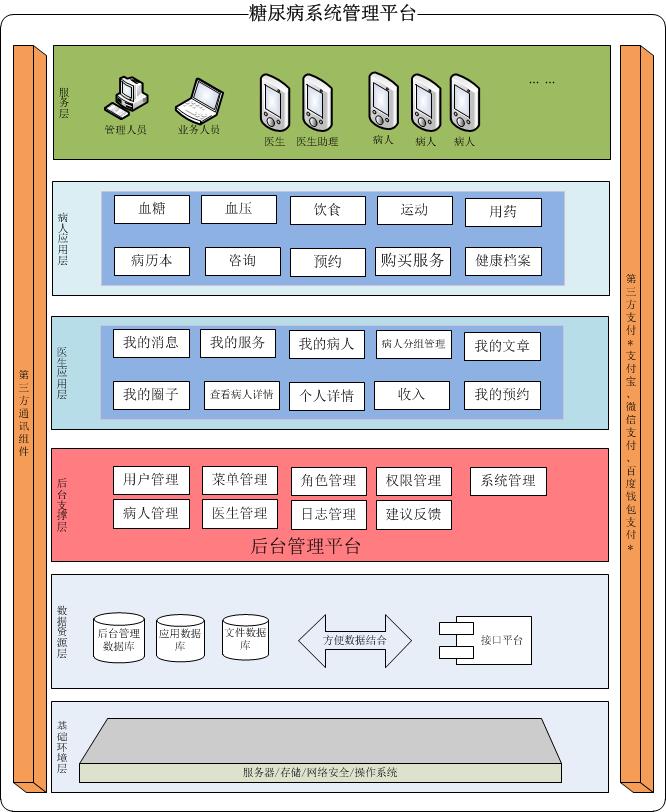 糖尿病系统管理平台
第三方通讯组件
服务层
管理人员
业务人员
医生
医生助理
病人
病人
病人
... ...
病人应用层
血糖
血压
饮食
运动
用药
病历本
咨询
预约
购买服务
健康档案
医生应用层
我的消息
我的服务
我的病人
病人分组管理
我的文章
我的圈子
查看病人详情
个人详情
收入
我的预约
后台支撑层
用户管理
菜单管理
角色管理
权限管理
系统管理
病人管理
医生管理
日志管理
建议反馈
后台管理平台
数据资源层
后台管理
数据库
应用数据
库
文件数据
库
方便数据结合
接口平台
基础环境层
服务器/存储/网络安全/操作系统
第三方支付*支付宝、微信支付、百度钱包支付*